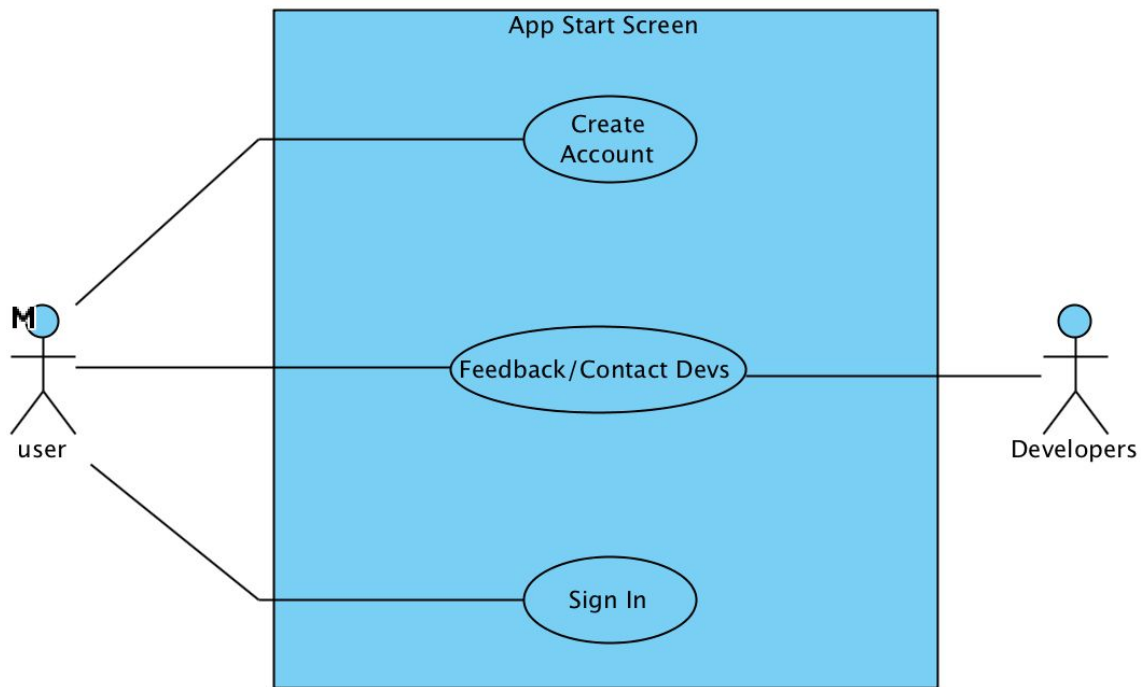 App Start Screen
Create
Account
M
Feedback/Contact Devs
user
Developers
Sign In